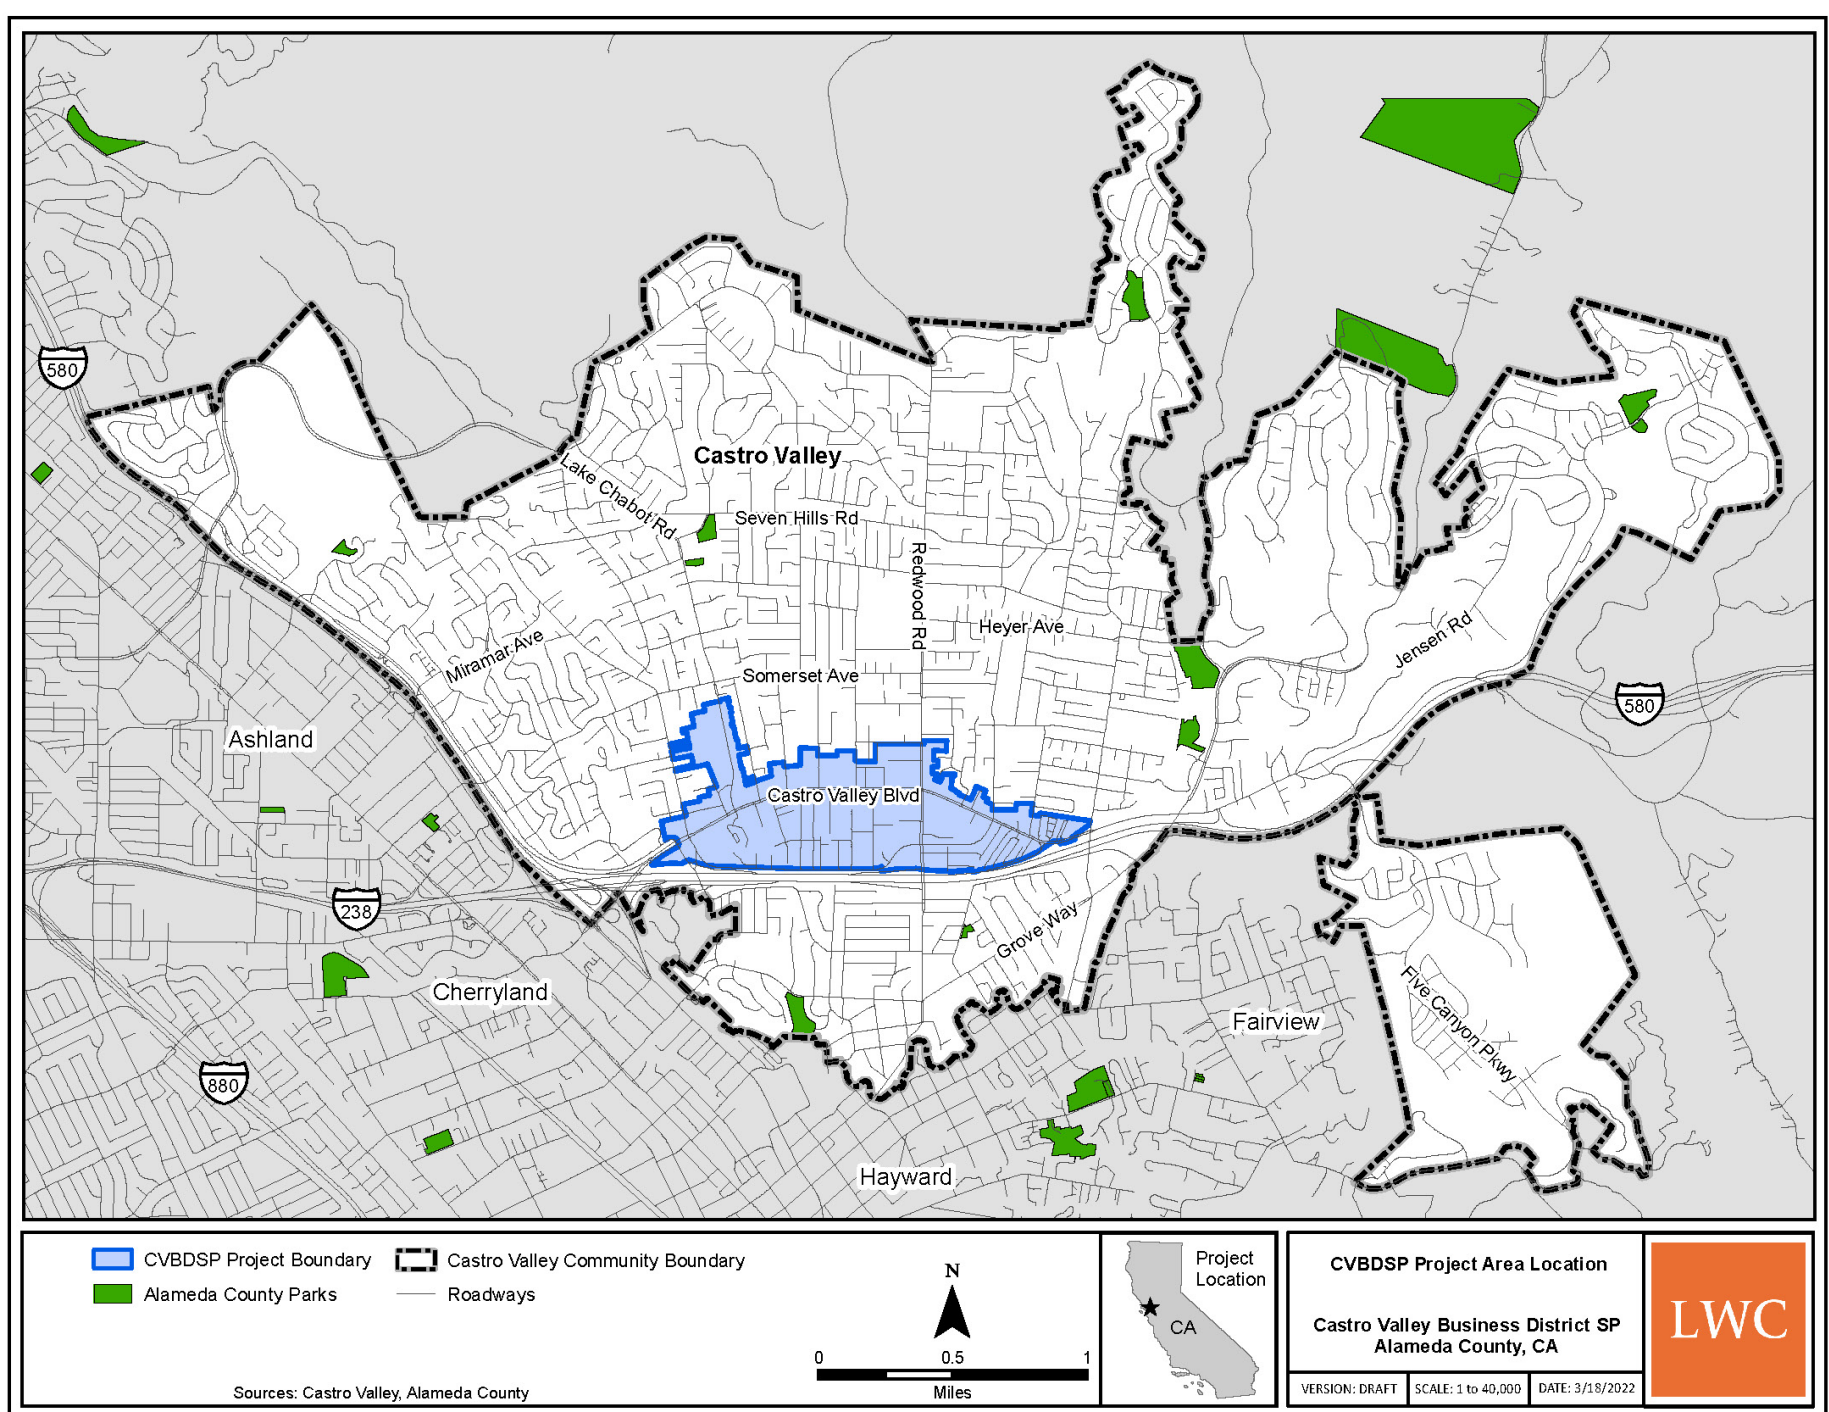 580
Castro Valley
Lake Chabot Rd
Seven Hills Rd
Redwood Rd
Heyer Ave
Miramar Ave
Jensen Rd
Somerset Ave
580
Ashland
Castro Valley Blvd
238
Grove Way
Cherryland
Five Canyon Pkwy
Fairview
880
Hayward
CVBDSP Project Boundary
Castro Valley Community Boundary
Alameda County Parks
Roadways
Sources: Castro Valley, Alameda County
N
0 0.5 1
Miles
Project
Location
CA
CVBDSP Project Area Location
Castro Valley Business District SP
Alameda County, CA
VERSION: DRAFT
SCALE: 1 to 40,000
DATE: 3/18/2022
LWC